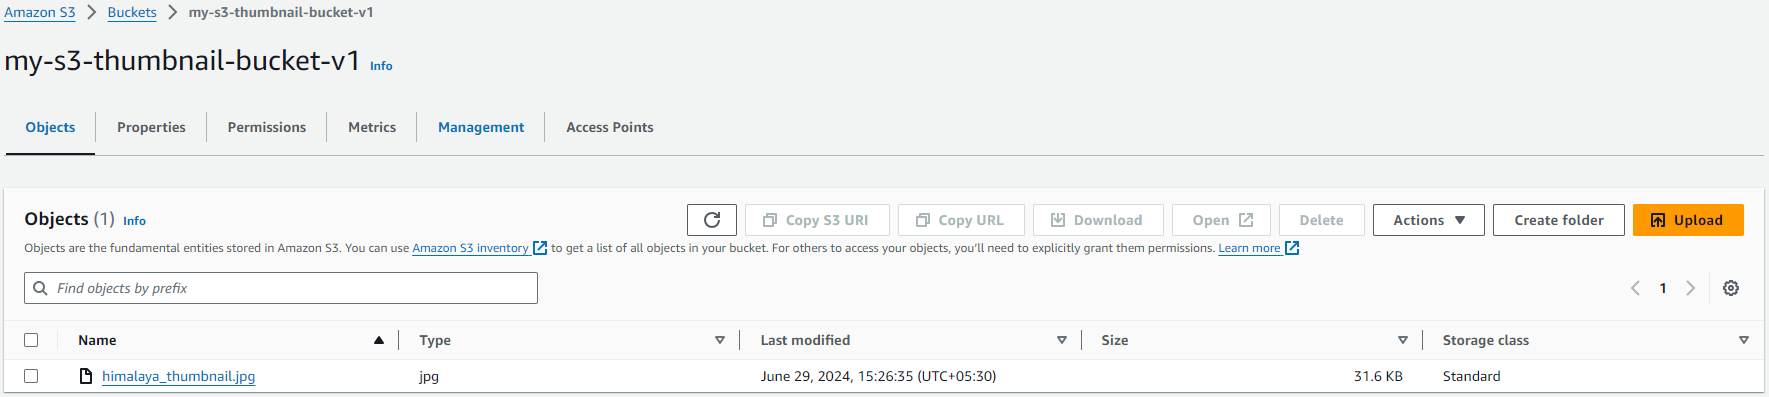 Amazon S3 > Buckets > my-s3-thumbnail-bucket-v1
my-s3-thumbnail-bucket-v1 Info
Objects Properties Permissions Metrics Management Access Points
Objects (1) Info
Copy S3 URI Copy URL Download Open Delete Actions Create folder Upload
Objects are the fundamental entities stored in Amazon S3. You can use Amazon S3 inventory to get a list of all objects in your bucket. For others to access your objects, you'll need to explicitly grant them permissions. Learn more
Find objects by prefix
1
Name Type Last modified Size Storage class
himalaya_thumbnail.jpg jpg June 29, 2024, 15:26:35 (UTC+05:30) 31.6 KB Standard